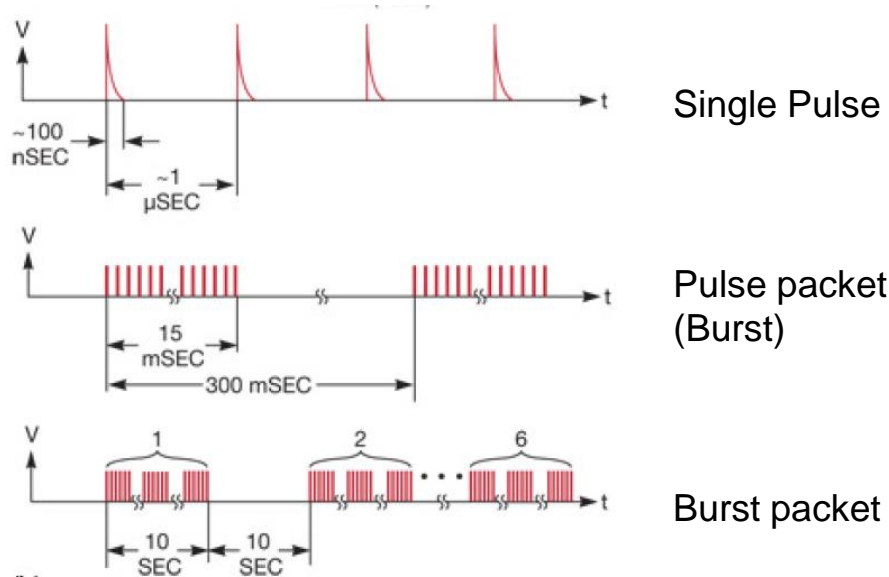 V
t
~100
nSEC
~1
µSEC
Single Pulse
V
t
15
mSEC
300 mSEC
Pulse packet
(Burst)
V
1
2
6
t
10
SEC
10
SEC
Burst packet